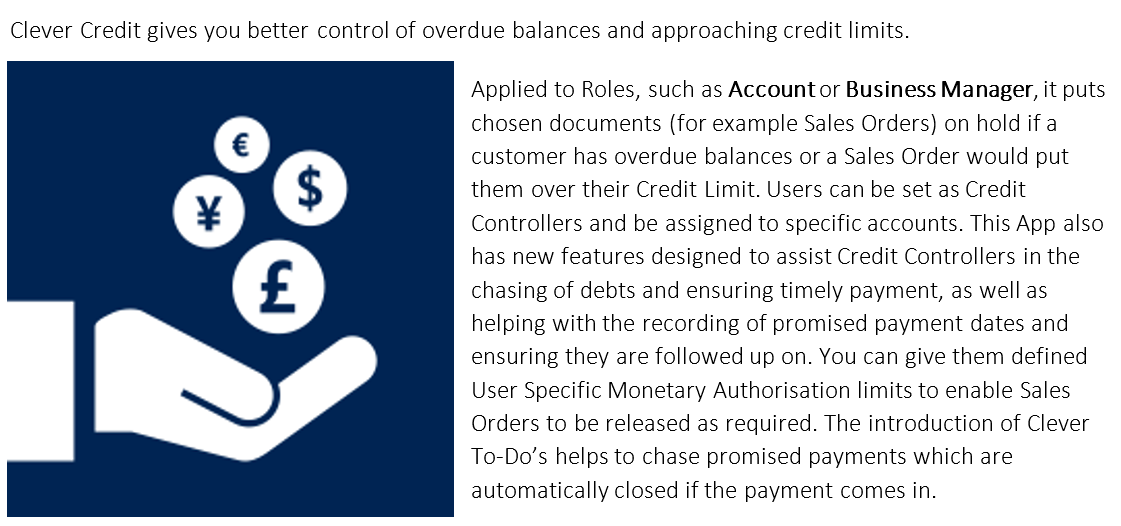 Clever Credit gives you better control of overdue balances and approaching credit limits.
€
$
¥
£
Applied to Roles, such as Account or Business Manager, it puts
chosen documents (for example Sales Orders) on hold if a
customer has overdue balances or a Sales Order would put
them over their Credit Limit. Users can be set as Credit
Controllers and be assigned to specific accounts. This App also
has new features designed to assist Credit Controllers in the
chasing of debts and ensuring timely payment, as well as
helping with the recording of promised payment dates and
ensuring they are followed up on. You can give them defined
User Specific Monetary Authorisation limits to enable Sales
Orders to be released as required. The introduction of Clever
To-Do’s helps to chase promised payments which are
automatically closed if the payment comes in.